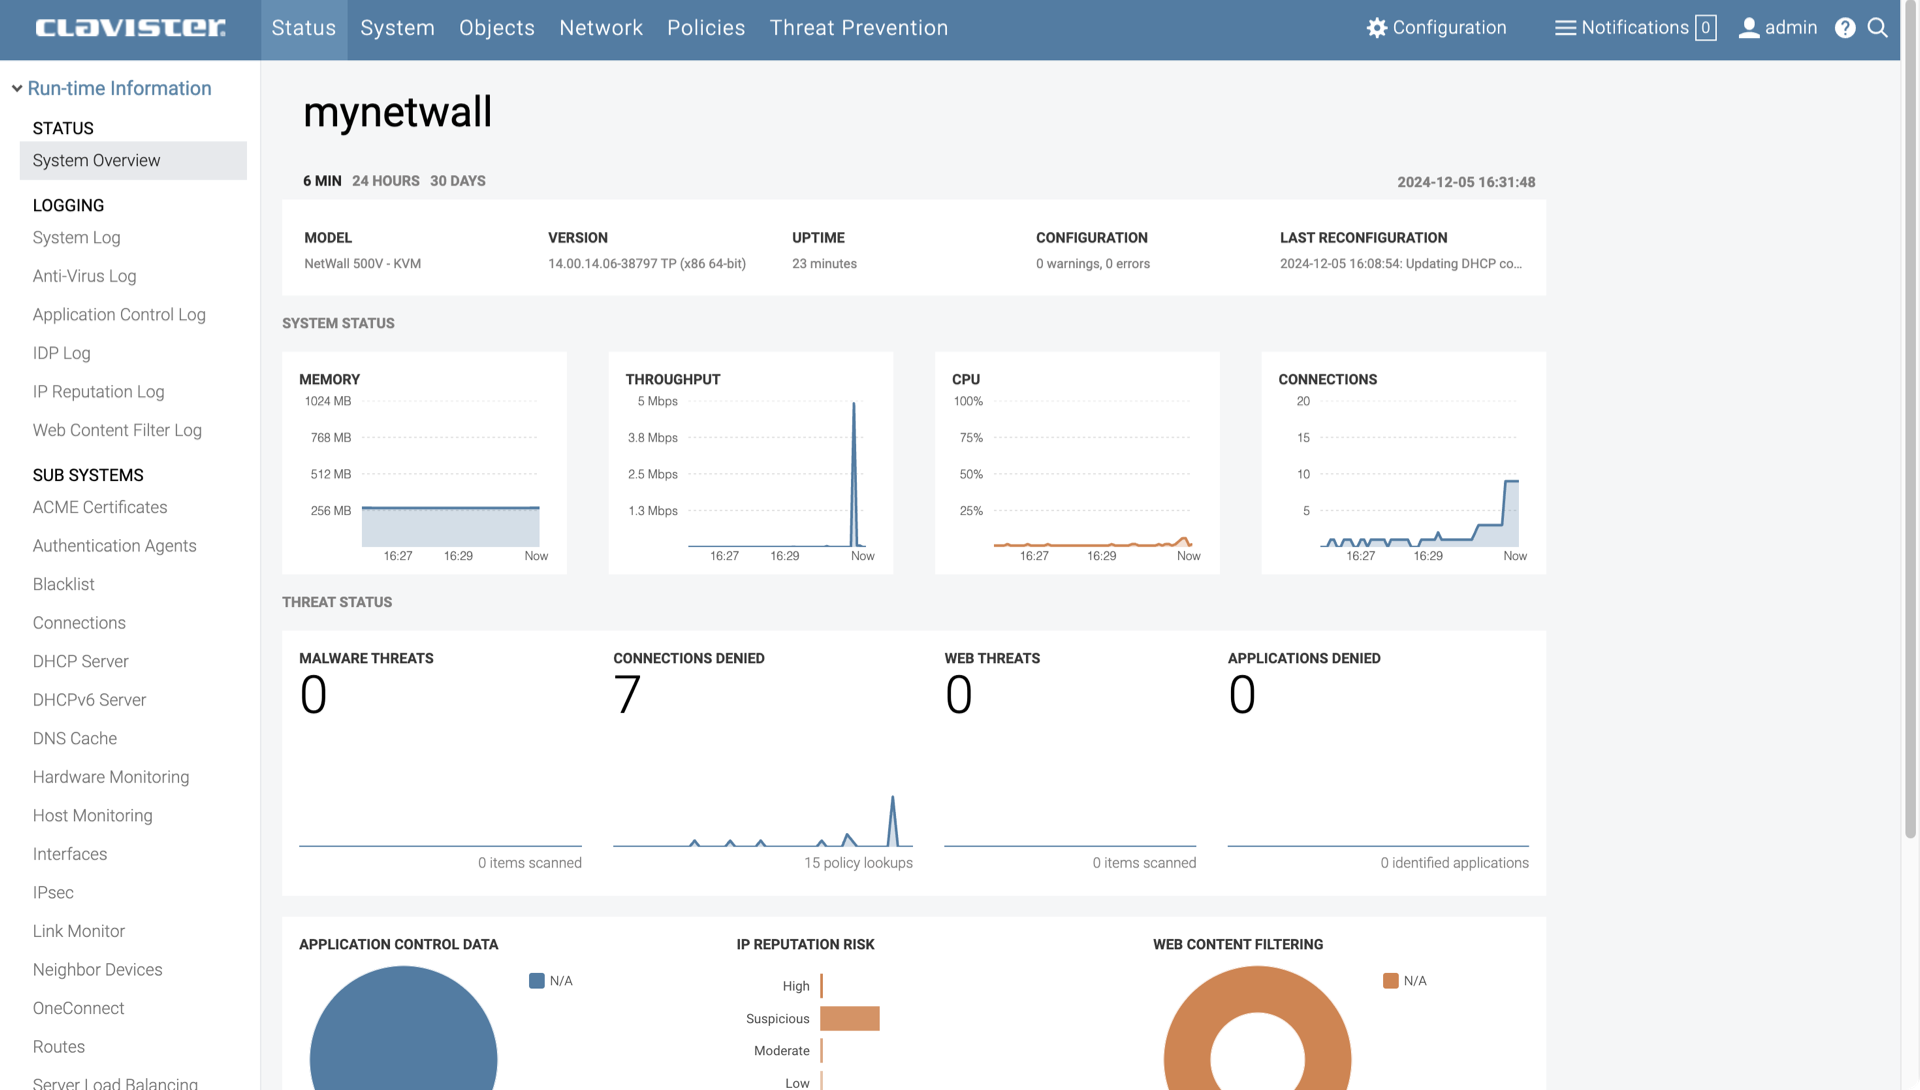 clavister
Status System Objects Network Policies Threat Prevention
Configuration Notifications 0 admin ?
Run-time Information
STATUS
System Overview
LOGGING
System Log
Anti-Virus Log
Application Control Log
IDP Log
IP Reputation Log
Web Content Filter Log
SUB SYSTEMS
ACME Certificates
Authentication Agents
Blacklist
Connections
DHCP Server
DHCPv6 Server
DNS Cache
Hardware Monitoring
Host Monitoring
Interfaces
IPsec
Link Monitor
Neighbor Devices
OneConnect
Routes
Server Load Balancing
mynetwall
6 MIN 24 HOURS 30 DAYS
2024-12-05 16:31:48
MODEL
NetWall 500V - KVM
VERSION
14.00.14.06-38797 TP (x86 64-bit)
UPTIME
23 minutes
CONFIGURATION
0 warnings, 0 errors
LAST RECONFIGURATION
2024-12-05 16:08:54: Updating DHCP co...
SYSTEM STATUS
MEMORY
1024 MB
768 MB
512 MB
256 MB
16:27 16:29 Now
THROUGHPUT
5 Mbps
3.8 Mbps
2.5 Mbps
1.3 Mbps
16:27 16:29 Now
CPU
100%
75%
50%
25%
16:27 16:29 Now
CONNECTIONS
20
15
10
5
16:27 16:29 Now
THREAT STATUS
MALWARE THREATS
0
0 items scanned
CONNECTIONS DENIED
7
15 policy lookups
WEB THREATS
0
0 items scanned
APPLICATIONS DENIED
0
0 identified applications
APPLICATION CONTROL DATA
N/A
IP REPUTATION RISK
High
Suspicious
Moderate
Low
WEB CONTENT FILTERING
N/A